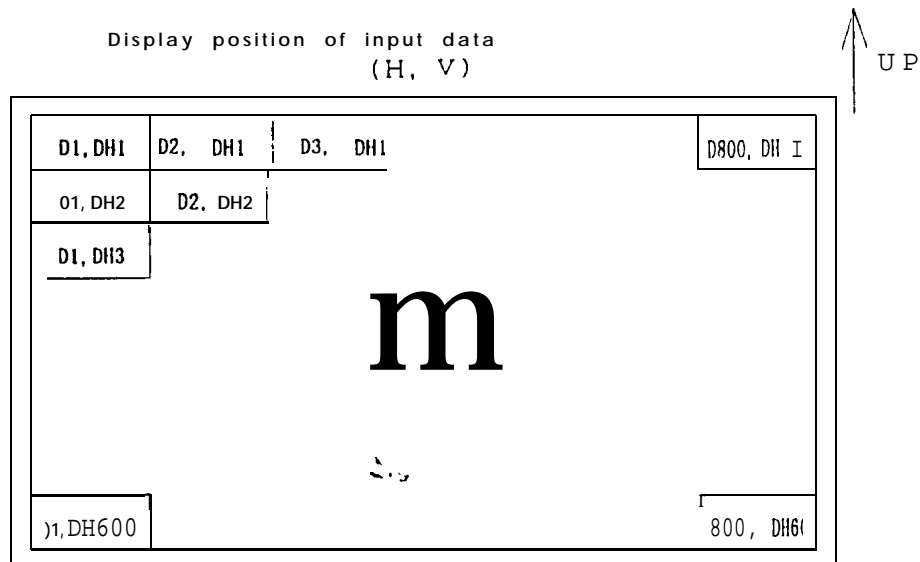 Display position of input data
(H, V)
UP
D1, DH1 D2, DH1 D3, DH1 D800, DH I
01, DH2 D2, DH2
D1, DH3
m
)1, DH600 800, DH6(